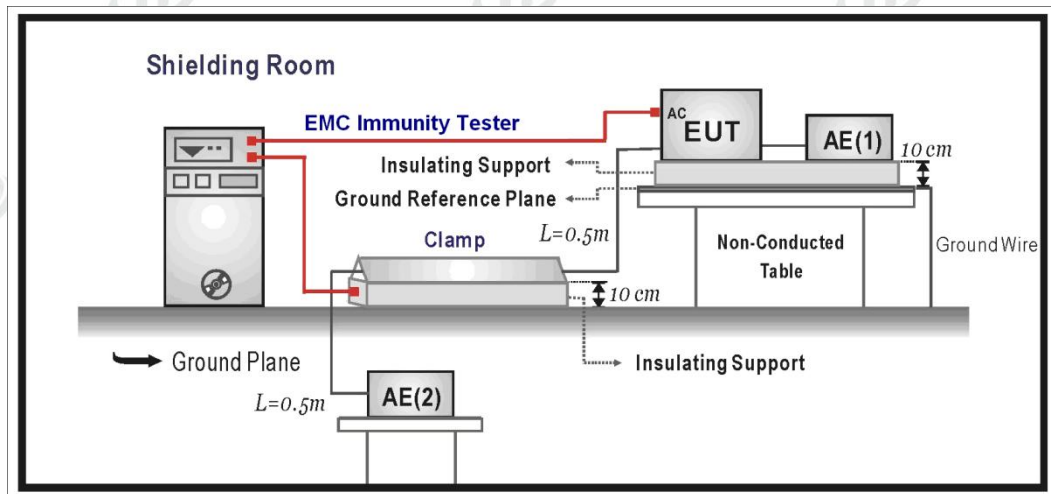 Shielding Room
EMC Immunity Tester
AC
EUT
AE(1)
10 cm
Insulating Support
Ground Reference Plane
Clamp
L=0.5m
Non-Conducted
Table
Ground Wire
10 cm
Ground Plane
Insulating Support
L=0.5m
AE(2)